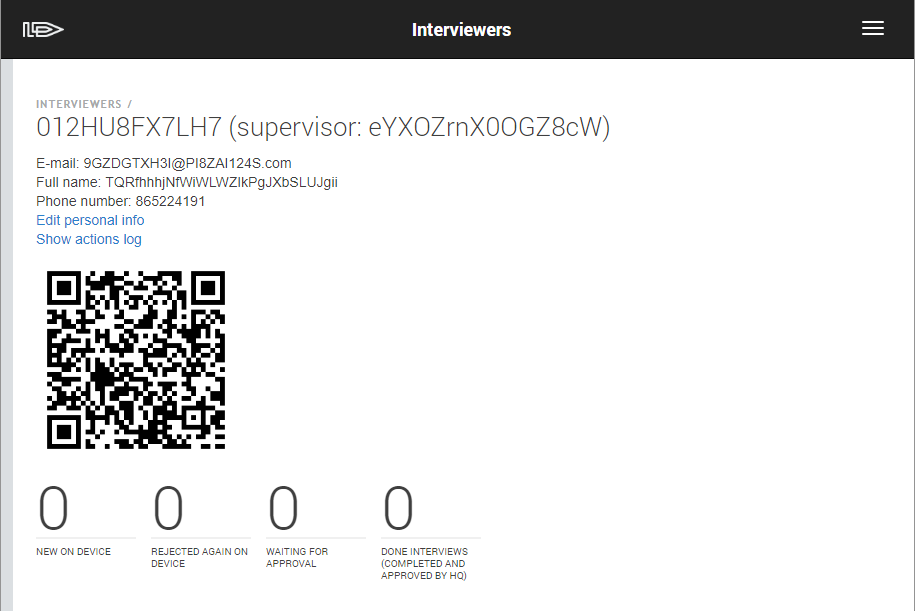 Interviewers
INTERVIEWERS /
012HU8FX7LH7 (supervisor: eYXOZrnX0OGZ8cW)
E-mail: 9GZDGTXH3I@PI8ZAI124S.com
Full name: TQRfhhhjNfWiWLWZIkPgJXbSLUJgii
Phone number: 865224191
Edit personal info
Show actions log
0 0 0 0
NEW ON DEVICE
REJECTED AGAIN ON
DEVICE
WAITING FOR
APPROVAL
DONE INTERVIEWS
(COMPLETED AND
APPROVED BY HQ)